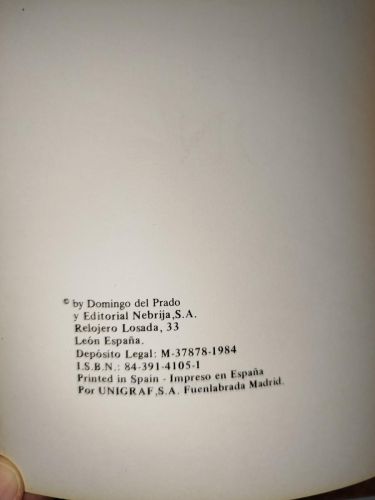 © by Domingo del Prado
y Editorial Nebrija,S.A.
Relojero Losada, 33
León España.
Depósito Legal: M-37878-1984
I.S.B.N.: 84-391-4105-1
Printed in Spain - Impreso en España
Por UNIGRAF,S.A. Fuenlabrada Madrid.